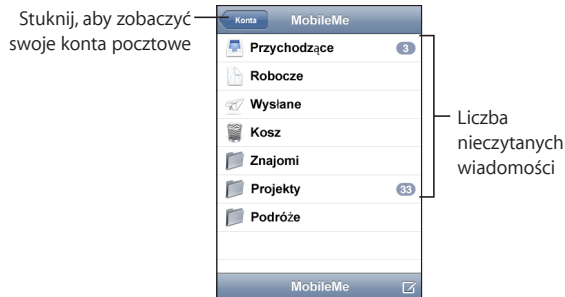 Stuknij, aby zobaczyć
swoje konta pocztowe
Konta
MobileMe
Przychodzące 3
Robocze
Wysłane
Kosz
Znajomi
Projekty 33
Podróże
MobileMe
Liczba
nieczytanych
wiadomości